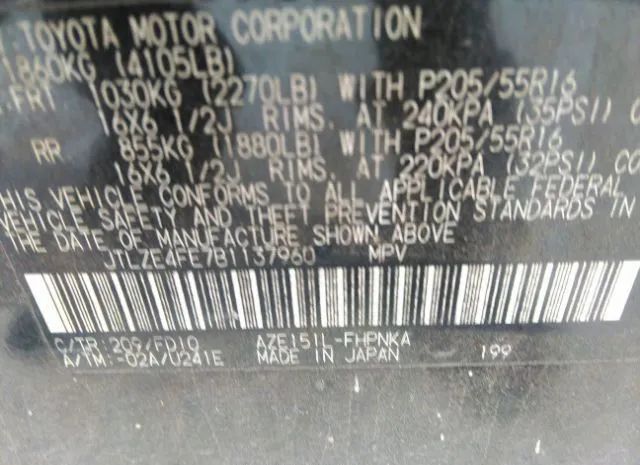 TOYOTA MOTOR CORPORATION
1860KG (4105LB)
FRT 1030KG (2270LB) WITH P205/55R16
16X6 1/2J RIMS, AT 240KPA (35PSI)
RR 855KG (1880LB) WITH P205/55R16
16X6 1/2J RIMS, AT 220KPA (32PSI) CO
HIS VEHICLE CONFORMS TO ALL APPLICABLE FEDERAL
VEHICLE SAFETY AND THEFT PREVENTION STANDARDS IN
THE DATE OF MANUFACTURE SHOWN ABOVE
JTLZE4FE7B1137960 MPV
C/TR: 209/FD10 AZE151L-FHPNKA 199
A/TM: -02A/U241E MADE IN JAPAN